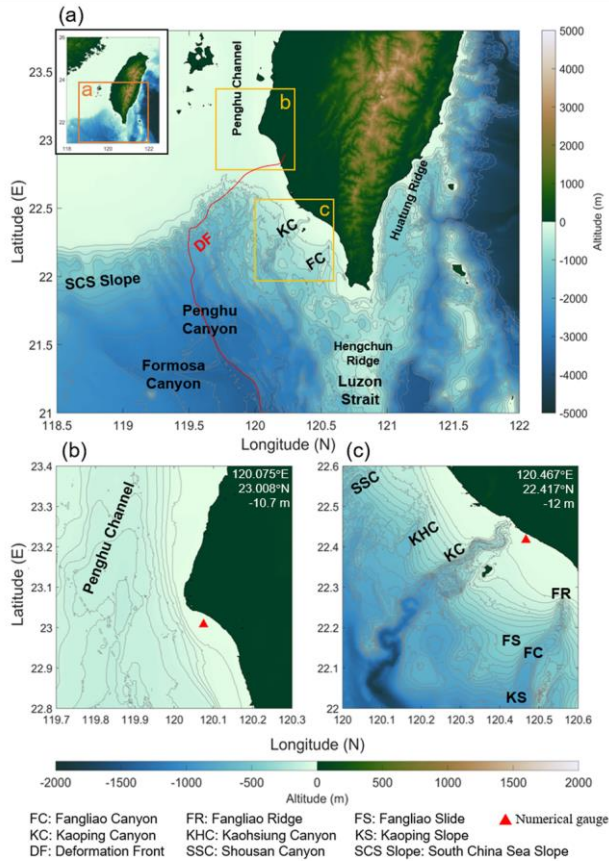 (a)
26
24
22
118
120
122
a
23.5
23
22.5
22
21.5
21
Latitude (E)
Penghu Channel
b
c
KC
FC
DF
SCS Slope
Penghu
Canyon
Formosa
Canyon
Hengchun
Ridge
Luzon
Strait
Huatung Ridge
118.5
119
119.5
120
120.5
121
121.5
122
Longitude (N)
5000
4000
3000
2000
1000
0
-1000
-2000
-3000
-4000
-5000
Altitude (m)
(b)
23.4
23.3
23.2
23.1
23
22.9
22.8
Latitude (E)
Penghu Channel
120.075°E
23.008°N
-10.7 m
119.7
119.8
119.9
120
120.1
120.2
120.3
Longitude (N)
(c)
22.6
22.5
22.4
22.3
22.2
22.1
22
SSC
KHC
KC
120.467°E
22.417°N
-12 m
FR
FS
FC
KS
120
120.1
120.2
120.3
120.4
120.5
120.6
Longitude (N)
-2000
-1500
-1000
-500
0
500
1000
1500
2000
Altitude (m)
FC: Fangliao Canyon FR: Fangliao Ridge FS: Fangliao Slide Numerical gauge
KC: Kaoping Canyon KHC: Kaohsiung Canyon KS: Kaoping Slope
DF: Deformation Front SSC: Shousan Canyon SCS Slope: South China Sea Slope